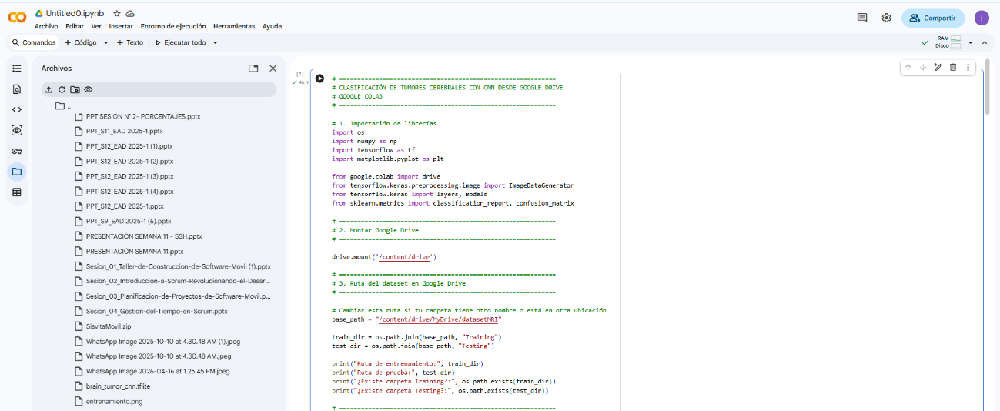 Untitled0.ipynb
Archivo Editar Ver Insertar Entorno de ejecución Herramientas Ayuda
Compartir
I
Comandos + Código + Texto Ejecutar todo
RAM
Disco
Archivos
..
PPT SESION N° 2- PORCENTAJES.pptx
PPT_S11_EAD 2025-1.pptx
PPT_S12_EAD 2025-1 (1).pptx
PPT_S12_EAD 2025-1 (2).pptx
PPT_S12_EAD 2025-1 (3).pptx
PPT_S12_EAD 2025-1 (4).pptx
PPT_S12_EAD 2025-1.pptx
PPT_S9_EAD 2025-1 (6).pptx
PRESENTACIÓN SEMANA 11 - SSH.pptx
PRESENTACIÓN SEMANA 11.pptx
Sesion_01_Taller-de-Construccion-de-Software-Movil (1).pptx
Sesion_02_Introduccion-a-Scrum-Revolucionando-el-Desar...
Sesion_03_Planificacion-de-Proyectos-de-Software-Movil.p...
Sesion_04_Gestion-del-Tiempo-en-Scrum.pptx
SisvitaMovil.zip
WhatsApp Image 2025-10-10 at 4.30.48 AM (1).jpeg
WhatsApp Image 2025-10-10 at 4.30.48 AM.jpeg
WhatsApp Image 2026-04-16 at 1.25.45 PM.jpeg
brain_tumor_cnn.tflite
entrenamiento.png
[2]
46 m
# ===========================================================
# CLASIFICACIÓN DE TUMORES CEREBRALES CON CNN DESDE GOOGLE DRIVE
# GOOGLE COLAB
# ===========================================================
# 1. Importación de librerías
import os
import numpy as np
import tensorflow as tf
import matplotlib.pyplot as plt
from google.colab import drive
from tensorflow.keras.preprocessing.image import ImageDataGenerator
from tensorflow.keras import layers, models
from sklearn.metrics import classification_report, confusion_matrix
# ===========================================================
# 2. Montar Google Drive
# ===========================================================
drive.mount('/content/drive')
# ===========================================================
# 3. Ruta del dataset en Google Drive
# ===========================================================
# Cambiar esta ruta si tu carpeta tiene otro nombre o está en otra ubicación
base_path = "/content/drive/MyDrive/datasetMRI"
train_dir = os.path.join(base_path, "Training")
test_dir = os.path.join(base_path, "Testing")
print("Ruta de entrenamiento:", train_dir)
print("Ruta de prueba:", test_dir)
print("¿Existe carpeta Training?:", os.path.exists(train_dir))
print("¿Existe carpeta Testing?:", os.path.exists(test_dir))
# ===========================================================